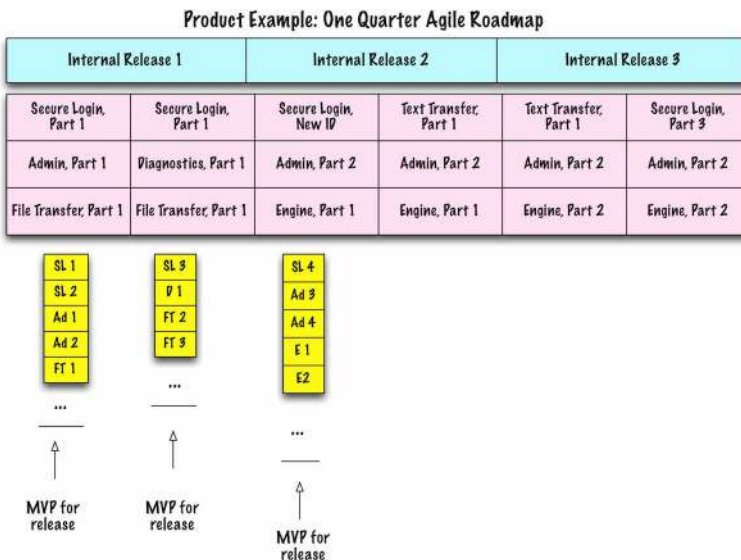 Product Example: One Quarter Agile Roadmap
Internal Release 1
Internal Release 2
Internal Release 3
Secure Login,
Part 1
Secure Login,
Part 1
Secure Login,
New ID
Text Transfer,
Part 1
Text Transfer,
Part 1
Secure Login,
Part 3
Admin, Part 1
Diagnostics, Part 1
Admin, Part 2
Admin, Part 2
Admin, Part 2
Admin, Part 2
File Transfer, Part 1
File Transfer, Part 1
Engine, Part 1
Engine, Part 1
Engine, Part 2
Engine, Part 2
SL 1
SL 2
Ad 1
Ad 2
FT 1
...
MVP for
release
SL 3
D 1
FT 2
FT 3
...
MVP for
release
SL 4
Ad 3
Ad 4
E 1
E2
...
MVP for
release